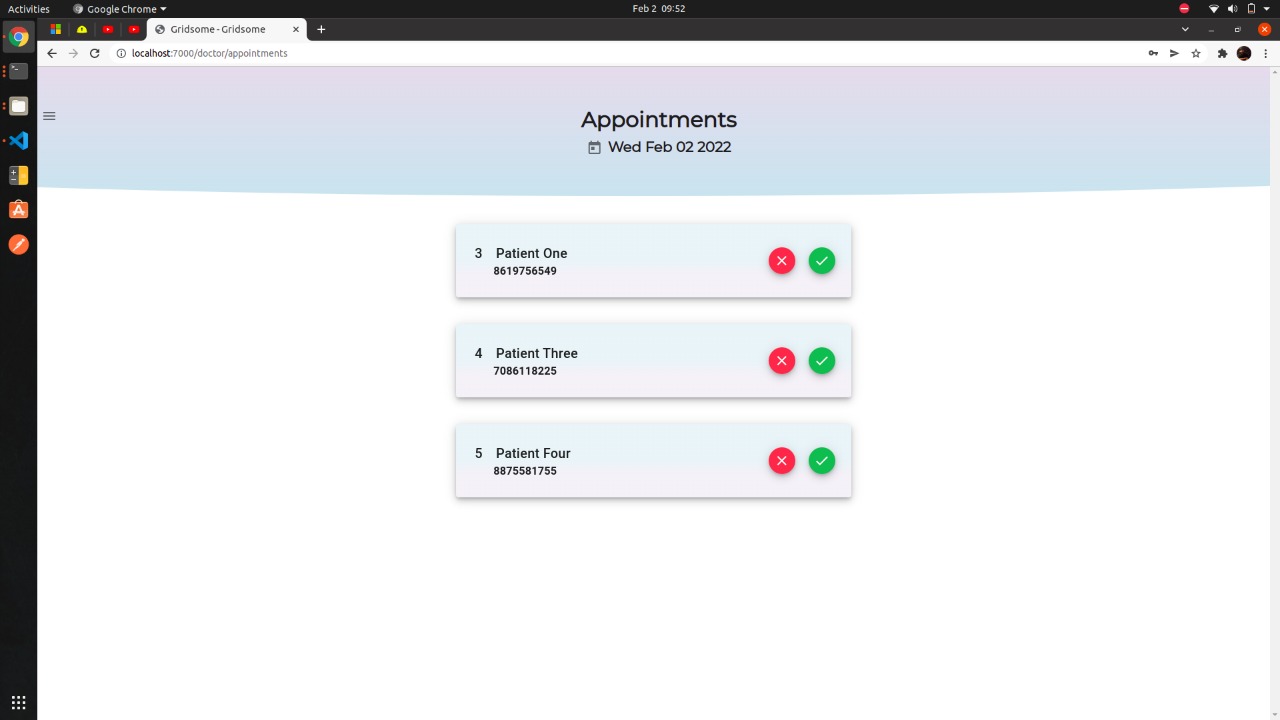 Activities Google Chrome Feb 2 09:52
Gridsome - Gridsome
localhost:7000/doctor/appointments
Appointments
Wed Feb 02 2022
3 Patient One
8619756549
4 Patient Three
7086118225
5 Patient Four
8875581755